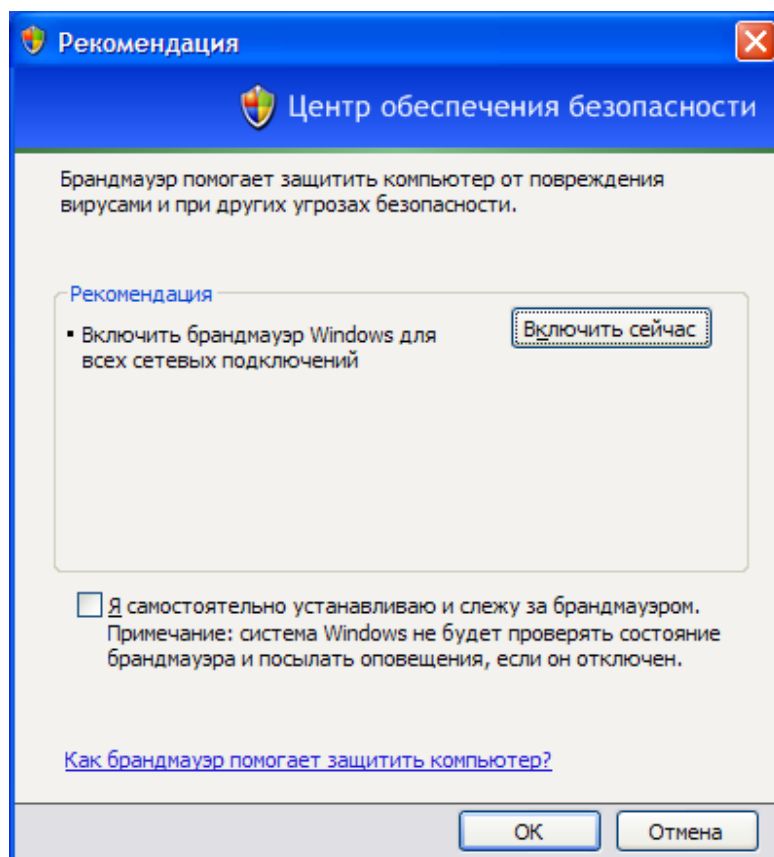 Рекомендация
Центр обеспечения безопасности
Брандмауэр помогает защитить компьютер от повреждения
вирусами и при других угрозах безопасности.
Рекомендация
▪ Включить брандмауэр Windows для
всех сетевых подключений
Включить сейчас
Я самостоятельно устанавливаю и слежу за брандмауэром.
Примечание: система Windows не будет проверять состояние
брандмауэра и посылать оповещения, если он отключен.
Как брандмауэр помогает защитить компьютер?
ОК
Отмена